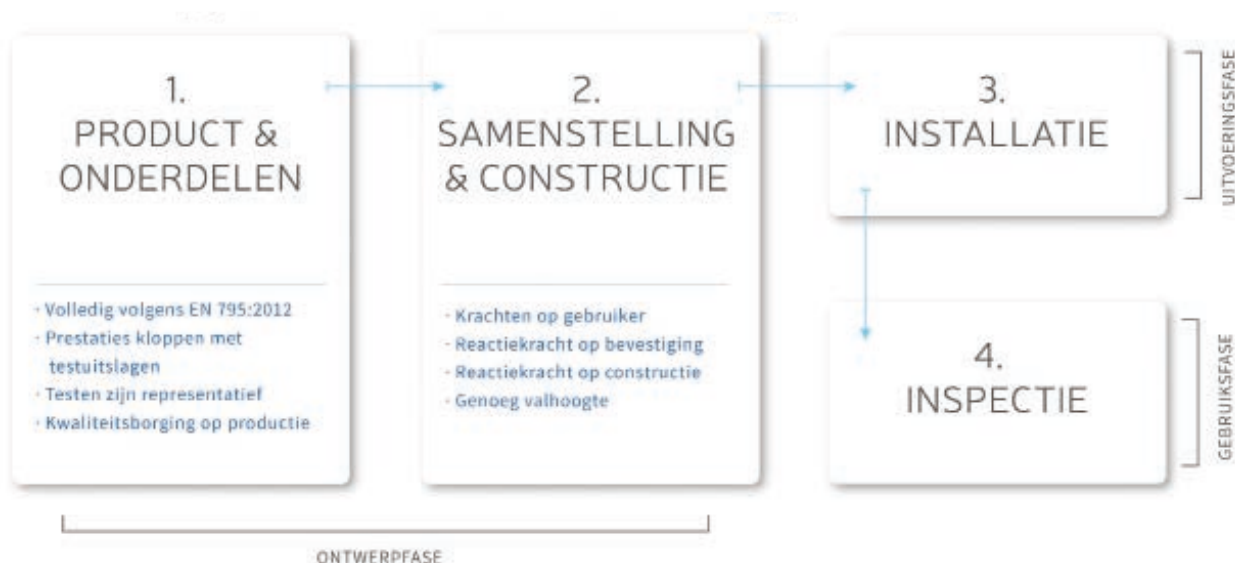 1.
PRODUCT &
ONDERDELEN
· Volledig volgens EN 795:2012
· Prestaties kloppen met
testuitslagen
· Testen zijn representatief
· Kwaliteitsborging op productie
2.
SAMENSTELLING
& CONSTRUCTIE
· Krachten op gebruiker
· Reactiekracht op bevestiging
· Reactiekracht op constructie
· Genoeg valhoogte
3.
INSTALLATIE
UITVOERINGSFASE
4.
INSPECTIE
GEBRUIKSFASE
ONTWERPFASE